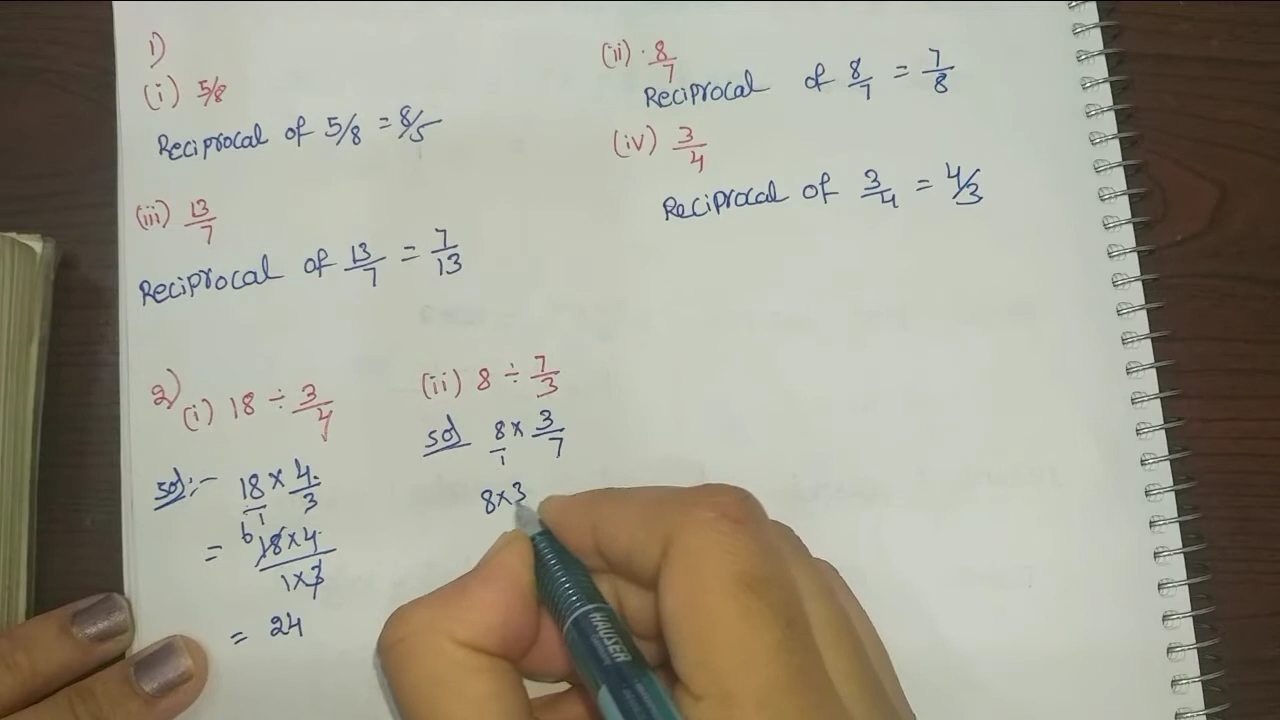 1)
(i) 5/8
Reciprocal of 5/8 = 8/5
(ii) · 8/7
Reciprocal of 8/7 = 7/8
(iii) 13/7
Reciprocal of 13/7 = 7/13
(iv) 3/4
Reciprocal of 3/4 = 4/3
2)
(i) 18 ÷ 3/4
Sol:-
18/1 × 4/3
= 6 18×4/1×3
= 24
(ii) 8 ÷ 7/3
Sol
8/1 × 3/7
8×3
HAUSER